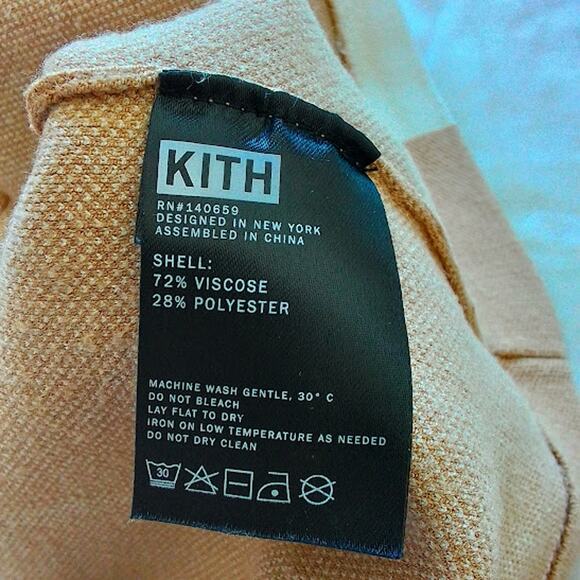 KITH
RN#140659
DESIGNED IN NEW YORK
ASSEMBLED IN CHINA
SHELL:
72% VISCOSE
28% POLYESTER
MACHINE WASH GENTLE, 30° C
DO NOT BLEACH
LAY FLAT TO DRY
IRON ON LOW TEMPERATURE AS NEEDED
DO NOT DRY CLEAN
30